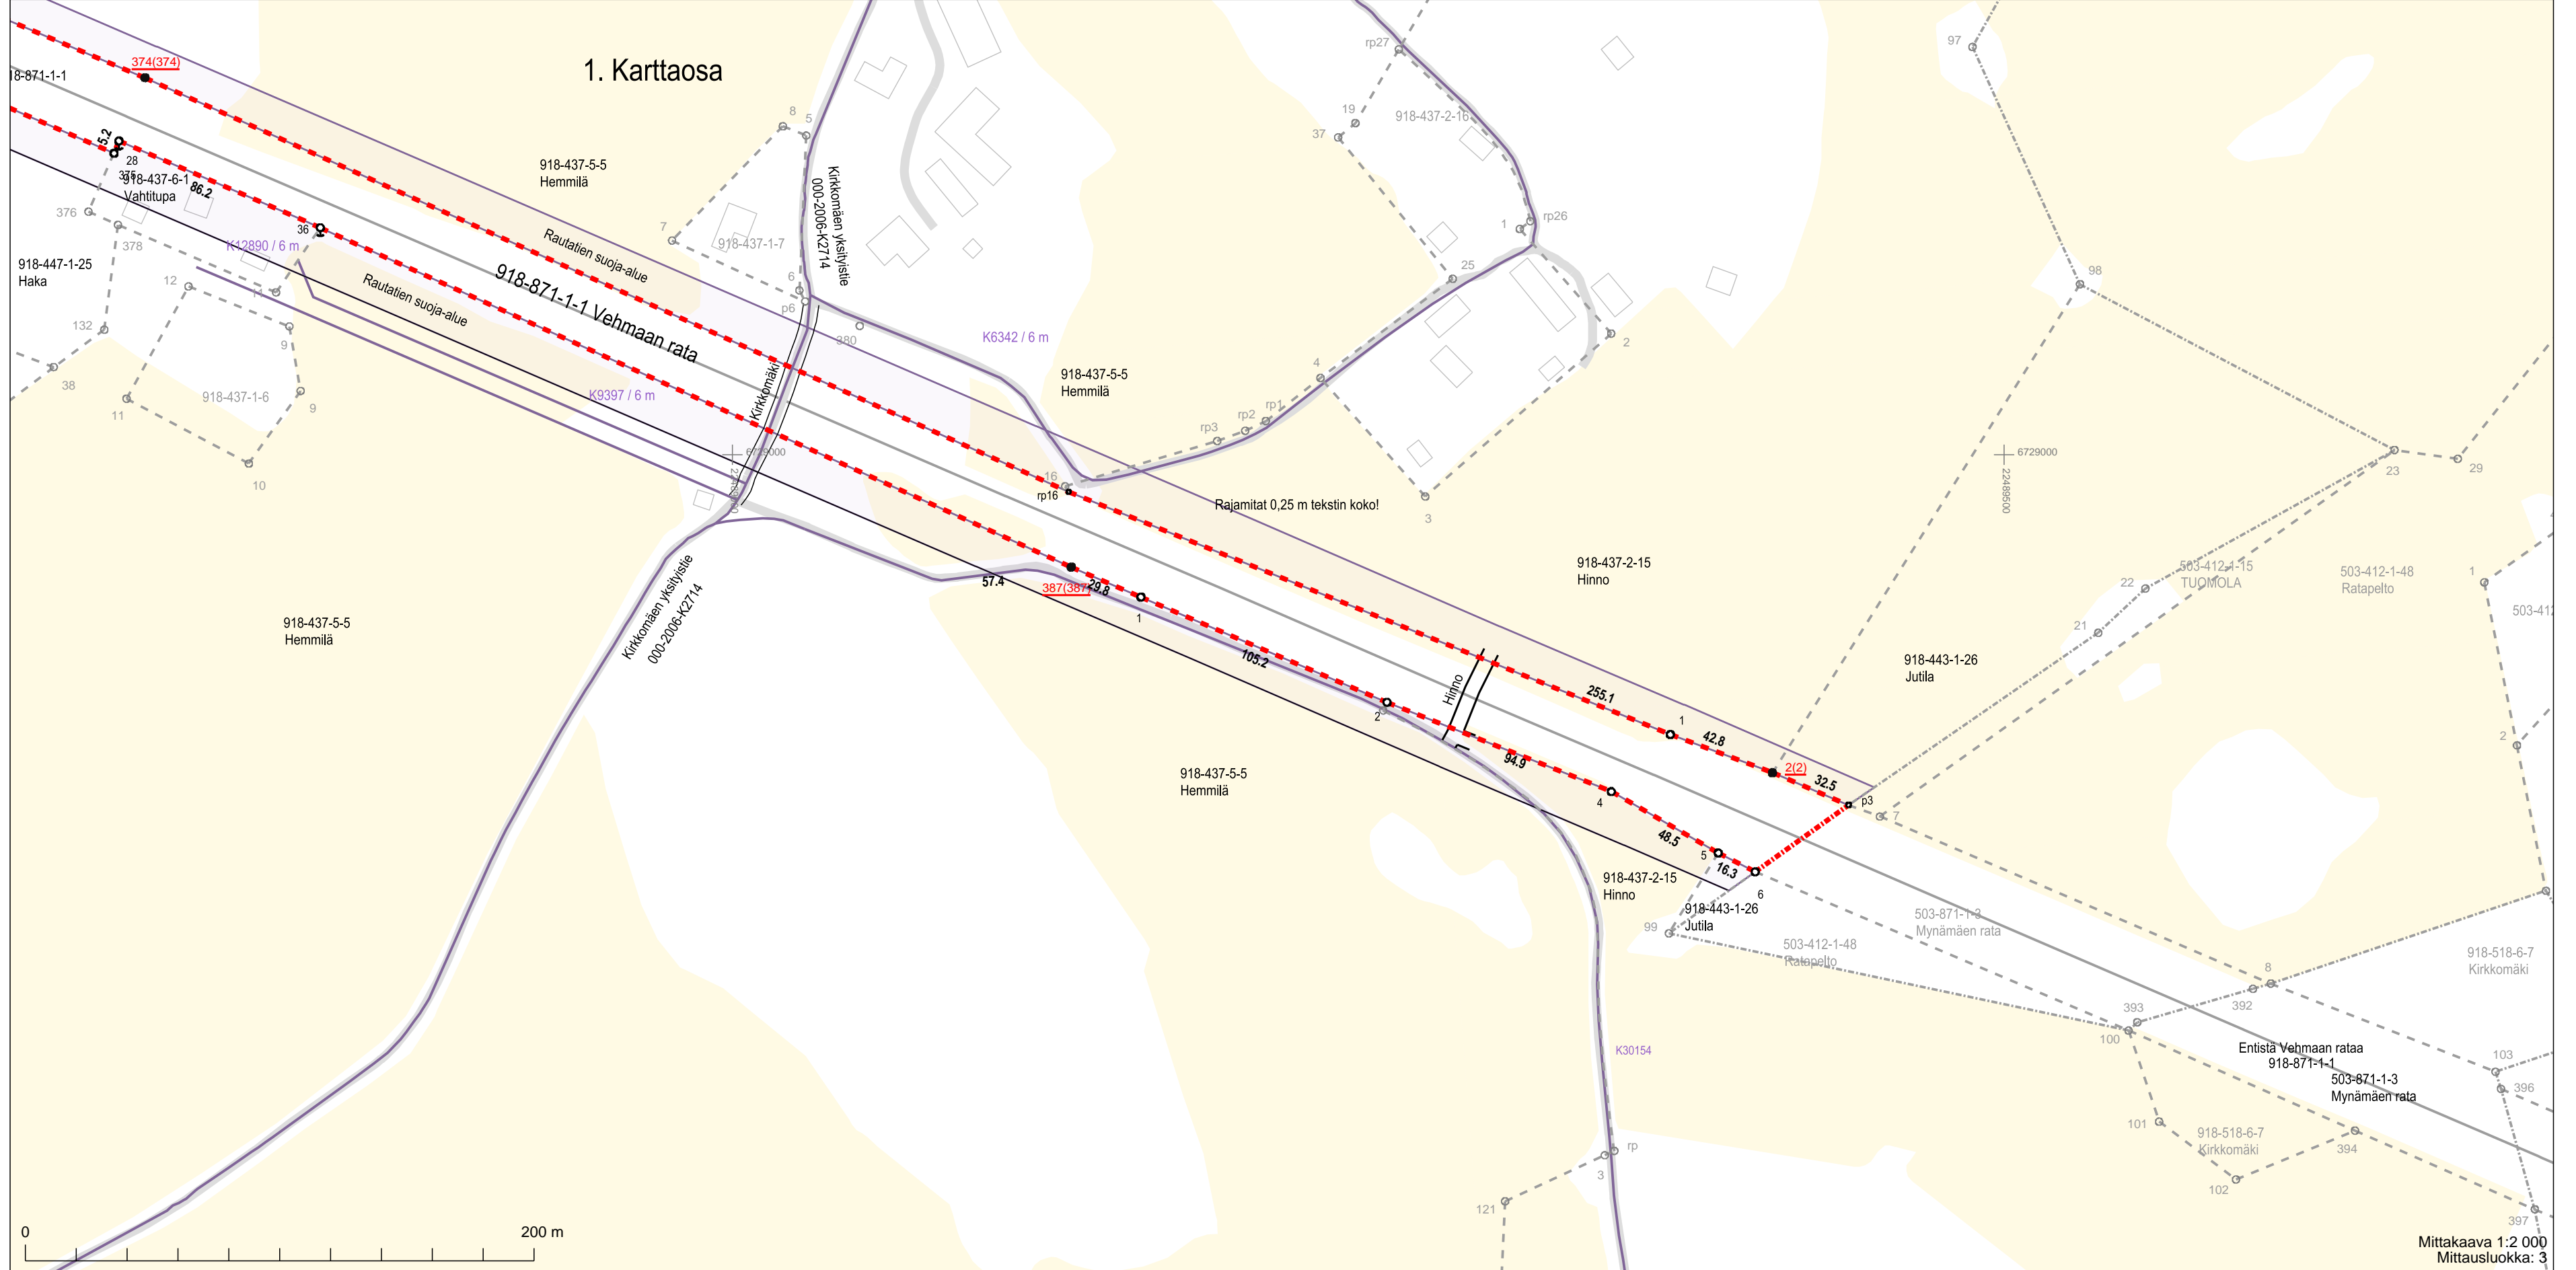 1. Karttaosa
374(374)
18-871-1-1
5.2
28
375
918-437-6-1
Vahtitupa
86.2
376
378
36
K12890 / 6 m
918-447-1-25
Haka
12
11
132
9
38
918-437-1-6
11
9
10
918-437-5-5
Hemmilä
Rautatien suoja-alue
Rautatien suoja-alue
918-871-1-1 Vehmaan rata
8
5
7
918-437-1-7
6
p6
Kirkkomäen yksityistie
000-2006-K2714
380
K6342 / 6 m
K9397 / 6 m
Kirkkomäki
6729000
918-437-5-5
Hemmilä
rp27
19
37
918-437-2-16
1
rp26
25
2
4
rp1
rp2
rp3
3
16
rp16
Rajamitat 0,25 m tekstin koko!
918-437-2-15
Hinno
97
98
6729000
22489500
23
29
503-412-1-15
TUOMOLA
503-412-1-48
Ratapelto
22
21
1
503-412
2
918-443-1-26
Jutila
57.4
387(387)
29.8
1
105.2
2
Hinno
255.1
1
42.8
2(2)
32.5
p3
7
94.9
4
48.5
5
16.3
6
Kirkkomäen yksityistie
000-2006-K2714
918-437-5-5
Hemmilä
918-437-5-5
Hemmilä
918-437-2-15
Hinno
918-443-1-26
Jutila
99
503-412-1-48
Ratapelto
503-871-1-3
Mynämäen rata
918-518-6-7
Kirkkomäki
8
392
393
100
Entistä Vehmaan rataa
918-871-1-1
503-871-1-3
Mynämäen rata
103
396
K30154
101
918-518-6-7
Kirkkomäki
394
102
397
rp
3
121
0
200 m
Mittakaava 1:2 000
Mittausluokka: 3